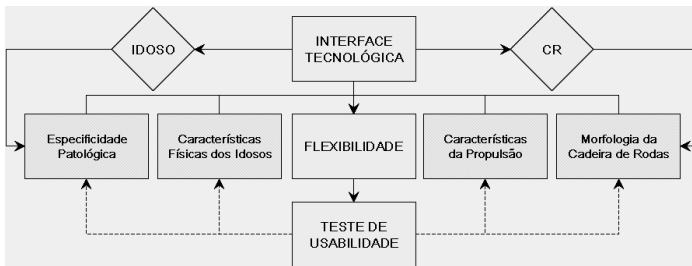 IDOSO
INTERFACE
TECNOLÓGICA
CR
Especificidade
Patológica
Características
Físicas dos Idosos
FLEXIBILIDADE
Características
da Propulsão
Morfologia da
Cadeira de Rodas
TESTE DE
USABILIDADE